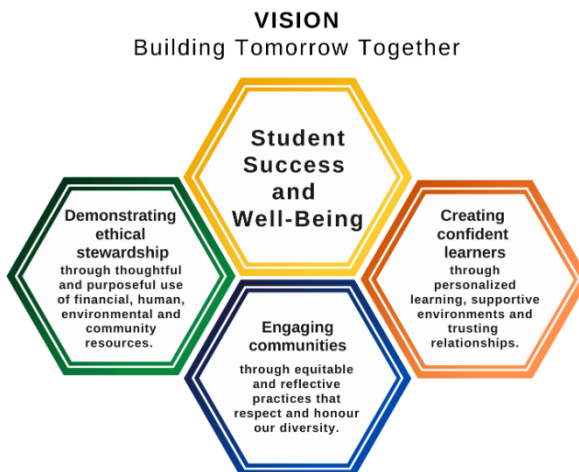 VISION
Building Tomorrow Together
Student
Success
and
Well-Being
Demonstrating
ethical
stewardship
through thoughtful
and purposeful use
of financial, human,
environmental and
community
resources.
Creating
confident
learners
through
personalized
learning, supportive
environments and
trusting
relationships.
Engaging
communities
through equitable
and reflective
practices that
respect and honour
our diversity.